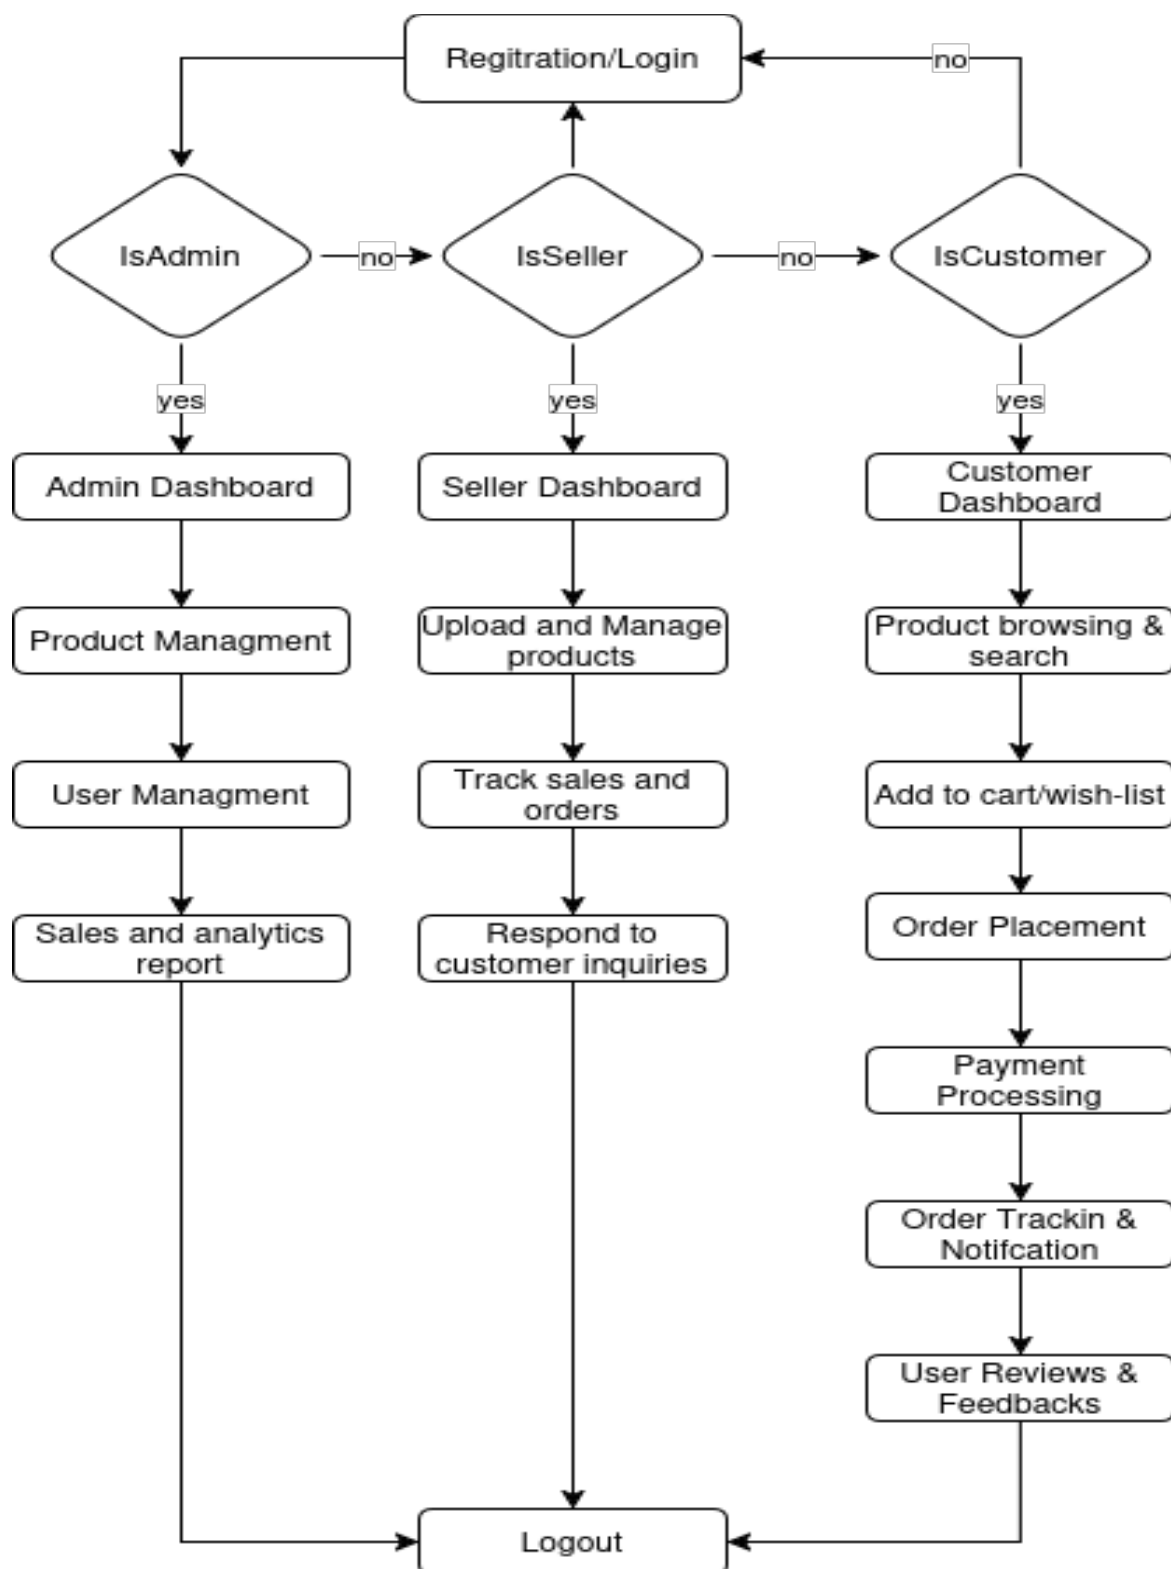 Regitration/Login
no
IsAdmin
no
IsSeller
no
IsCustomer
yes
yes
yes
Admin Dashboard
Seller Dashboard
Customer
Dashboard
Product Managment
Upload and Manage
products
Product browsing &
search
User Managment
Track sales and
orders
Add to cart/wish-list
Sales and analytics
report
Respond to
customer inquiries
Order Placement
Payment
Processing
Order Trackin &
Notifcation
User Reviews &
Feedbacks
Logout